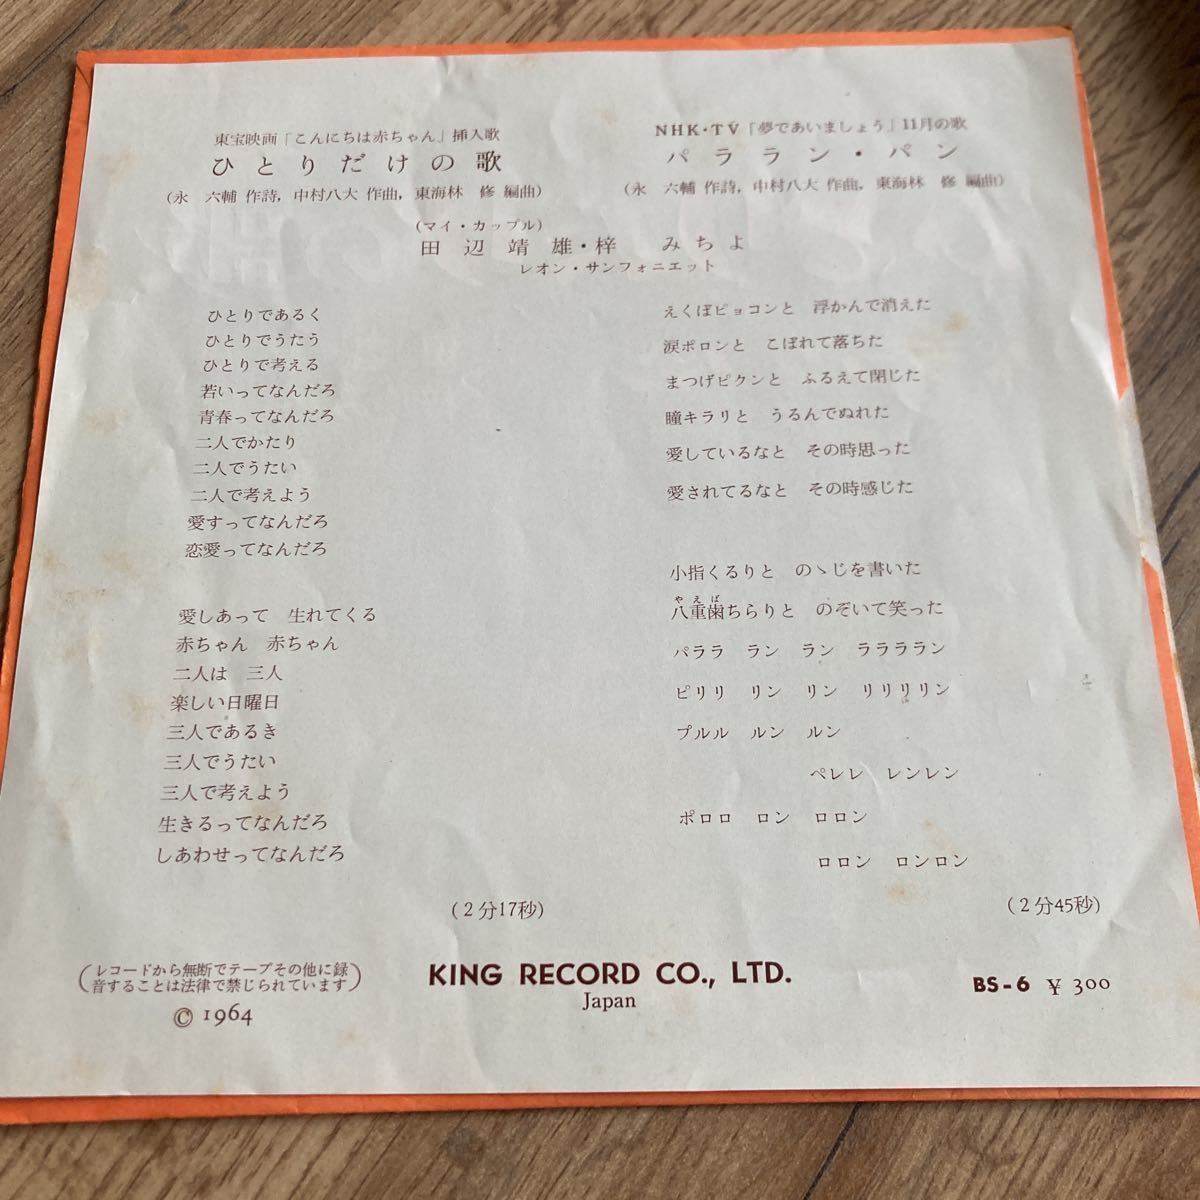 東宝映画「こんにちは赤ちゃん」挿入歌
ひとりだけの歌
(永 六輔 作詩, 中村八大 作曲, 東海林 修 編曲)
NHK・TV「夢であいましょう」11月の歌
パララン・パン
(永 六輔 作詩, 中村八大 作曲, 東海林 修 編曲)
(マイ・カップル)
田辺靖雄・梓 みちよ
レオン・サンフォニエット
ひとりであるく
ひとりでうたう
ひとりで考える
若いってなんだろ
青春ってなんだろ
二人でかたり
二人でうたい
二人で考えよう
愛すってなんだろ
恋愛ってなんだろ
愛しあって 生れてくる
赤ちゃん 赤ちゃん
二人は 三人
楽しい日曜日
三人であるき
三人でうたい
三人で考えよう
生きるってなんだろ
しあわせってなんだろ
(2分17秒)
えくぼピョコンと 浮かんで消えた
涙ポロンと こぼれて落ちた
まつげピクンと ふるえて閉じた
瞳キラリと うるんでぬれた
愛しているなと その時思った
愛されてるなと その時感じた
小指くるりと のゝじを書いた
やえば
八重歯ちらりと のぞいて笑った
パララ ラン ラン ララララン
ピリリ リン リン リリリリン
プルル ルン ルン
ペレレ レンレン
ポロロ ロン ロロン
ロロン ロンロン
(2分45秒)
(レコードから無断でテープその他に録
音することは法律で禁じられています)
© 1964
KING RECORD CO., LTD.
Japan
BS-6 ¥ 300